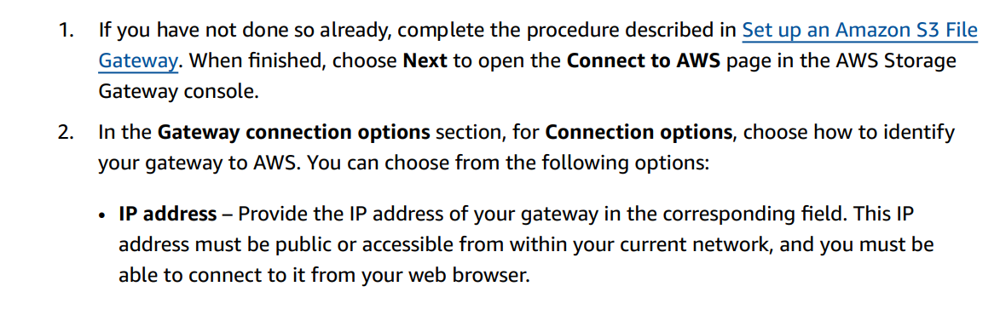 1. If you have not done so already, complete the procedure described in Set up an Amazon S3 File
Gateway. When finished, choose Next to open the Connect to AWS page in the AWS Storage
Gateway console.
2. In the Gateway connection options section, for Connection options, choose how to identify
your gateway to AWS. You can choose from the following options:
• IP address – Provide the IP address of your gateway in the corresponding field. This IP
address must be public or accessible from within your current network, and you must be
able to connect to it from your web browser.